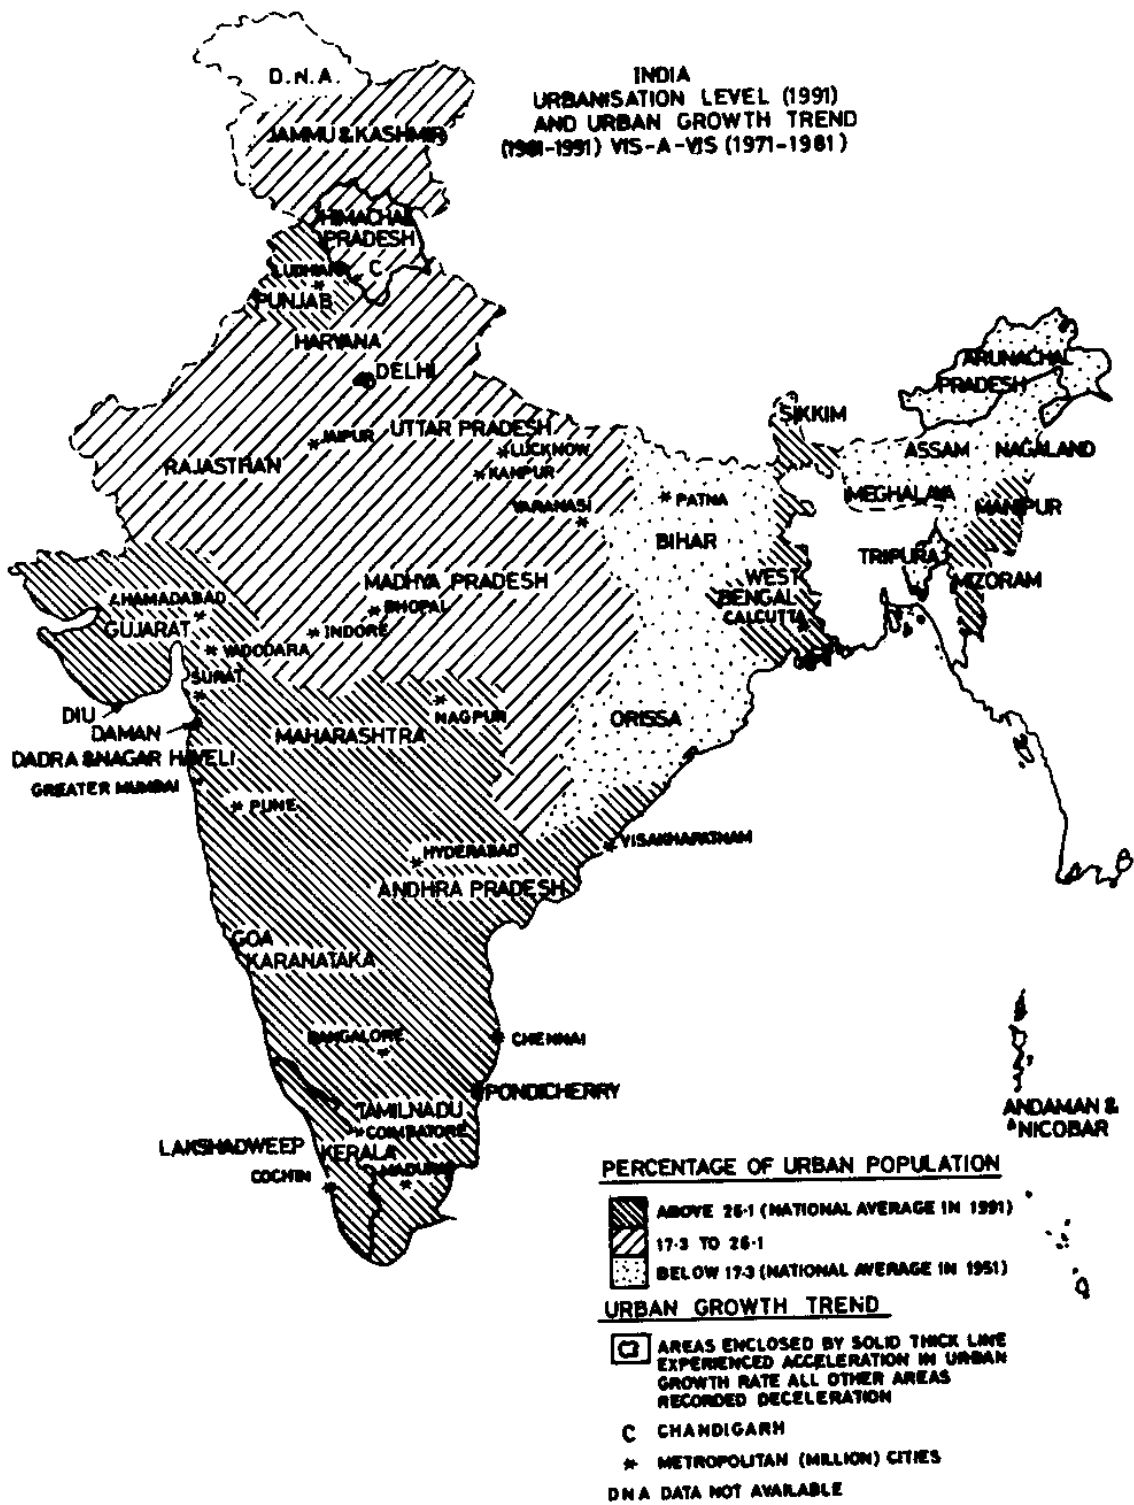 INDIA
URBANISATION LEVEL (1991)
AND URBAN GROWTH TREND
(1981-1991) VIS-A-VIS (1971-1981)
D.N.A.
JAMMU & KASHMIR
HIMACHAL
PRADESH
C
LUDHIANA
PUNJAB
HARYANA
DELHI
UTTAR PRADESH
JAIPUR
LUCKNOW
KANPUR
RAJASTHAN
VARANASI
PATNA
BIHAR
SIKKIM
ARUNACHAL
PRADESH
ASSAM
NAGALAND
MEGHALAYA
MANIPUR
TRIPURA
MIZORAM
WEST
BENGAL
CALCUTTA
MADHYA PRADESH
BHOPAL
INDORE
AHAMADABAD
GUJARAT
VADODARA
SURAT
DIU
DAMAN
DADRA & NAGAR HAVELI
GREATER MUMBAI
NAGPUR
MAHARASHTRA
ORISSA
PUNE
HYDERABAD
VISAKHAPATNAM
ANDHRA PRADESH
GOA
KARANATAKA
BANGALORE
CHENNAI
PONDICHERRY
TAMILNADU
COIMBATORE
LAKSHADWEEP
KERALA
COCHIN
MADURAI
ANDAMAN &
NICOBAR
PERCENTAGE OF URBAN POPULATION
ABOVE 26·1 (NATIONAL AVERAGE IN 1991)
17·3 TO 26·1
BELOW 17·3 (NATIONAL AVERAGE IN 1951)
URBAN GROWTH TREND
AREAS ENCLOSED BY SOLID THICK LINE
EXPERIENCED ACCELERATION IN URBAN
GROWTH RATE ALL OTHER AREAS
RECORDED DECELERATION
C CHANDIGARH
* METROPOLITAN (MILLION) CITIES
DNA DATA NOT AVAILABLE